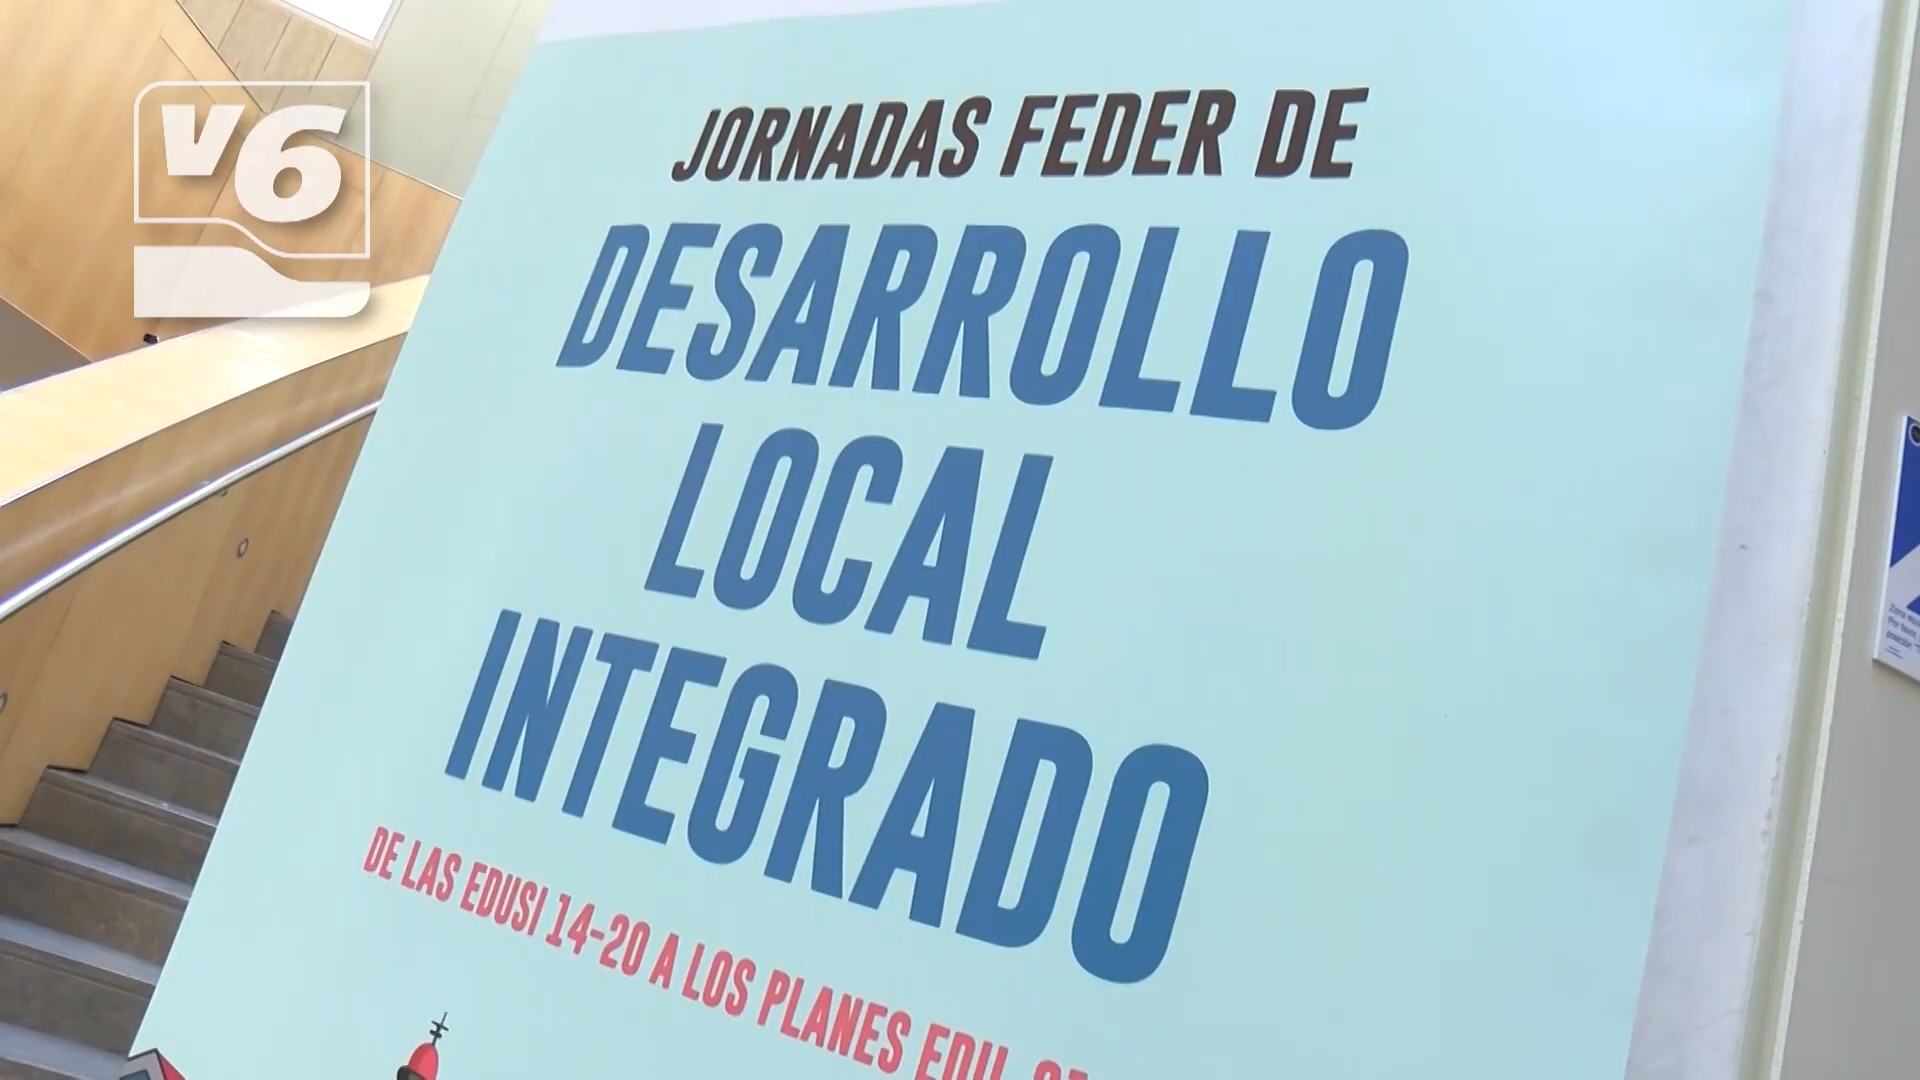 v6
JORNADAS FEDER DE
DESARROLLO
LOCAL
INTEGRADO
DE LAS EDUSI 14-20 A LOS PLANES